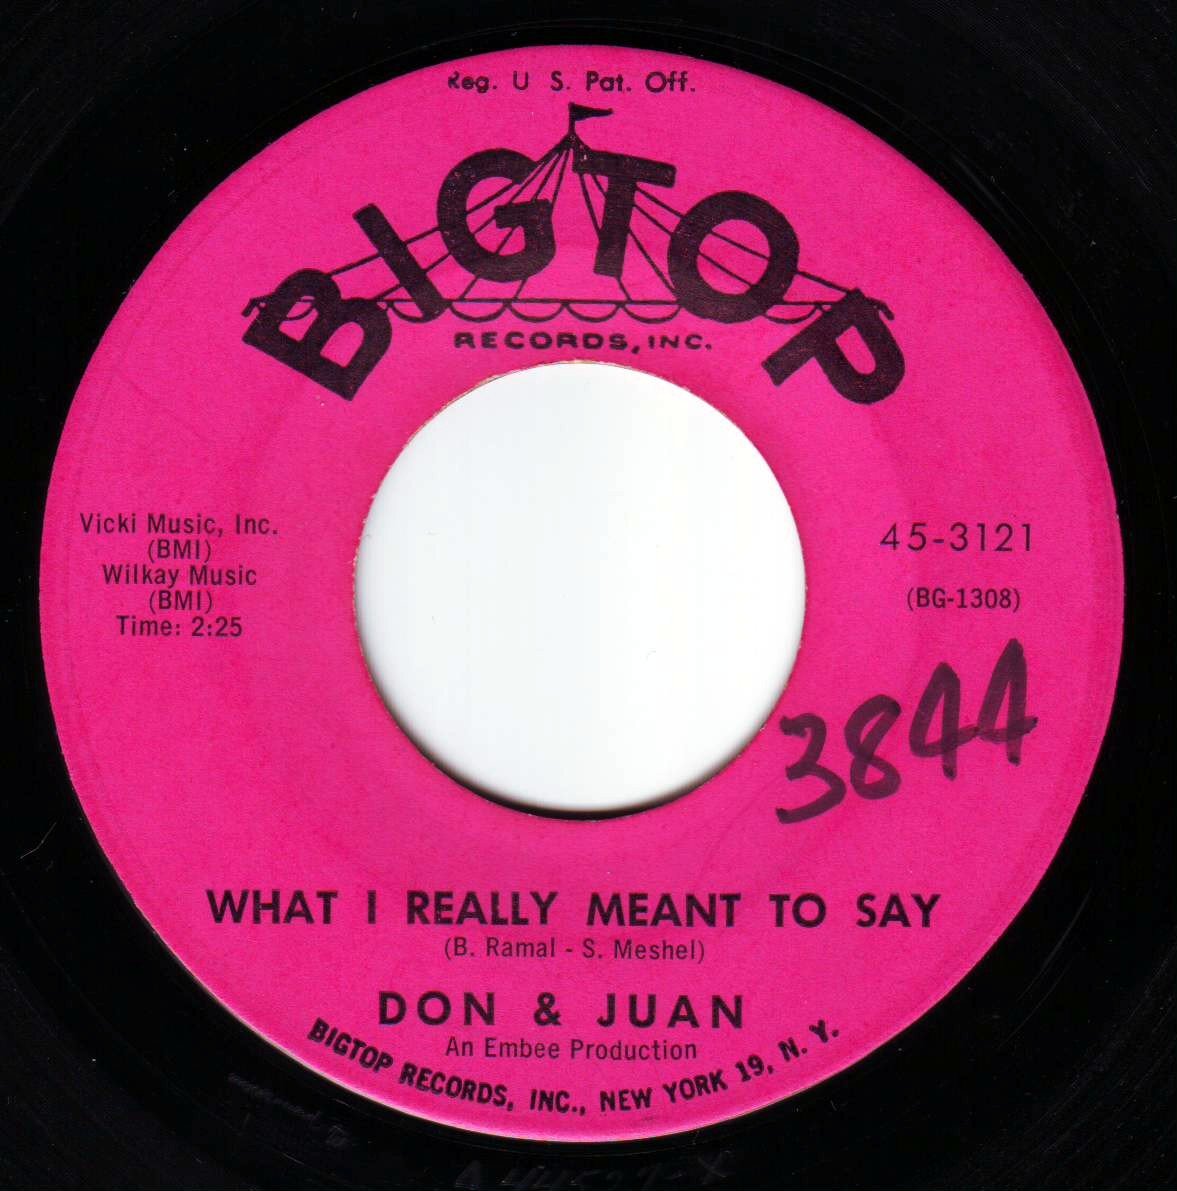 Reg. U S. Pat. Off.
BIGTOP
RECORDS, INC.
Vicki Music, Inc.
(BMI)
Wilkay Music
(BMI)
Time: 2:25
45-3121
(BG-1308)
3844
WHAT I REALLY MEANT TO SAY
(B. Ramal - S. Meshel)
DON & JUAN
An Embee Production
BIGTOP RECORDS, INC., NEW YORK 19, N. Y.